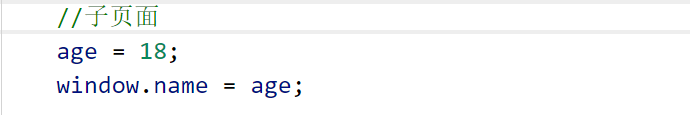 //子页面
age = 18;
window.name = age;